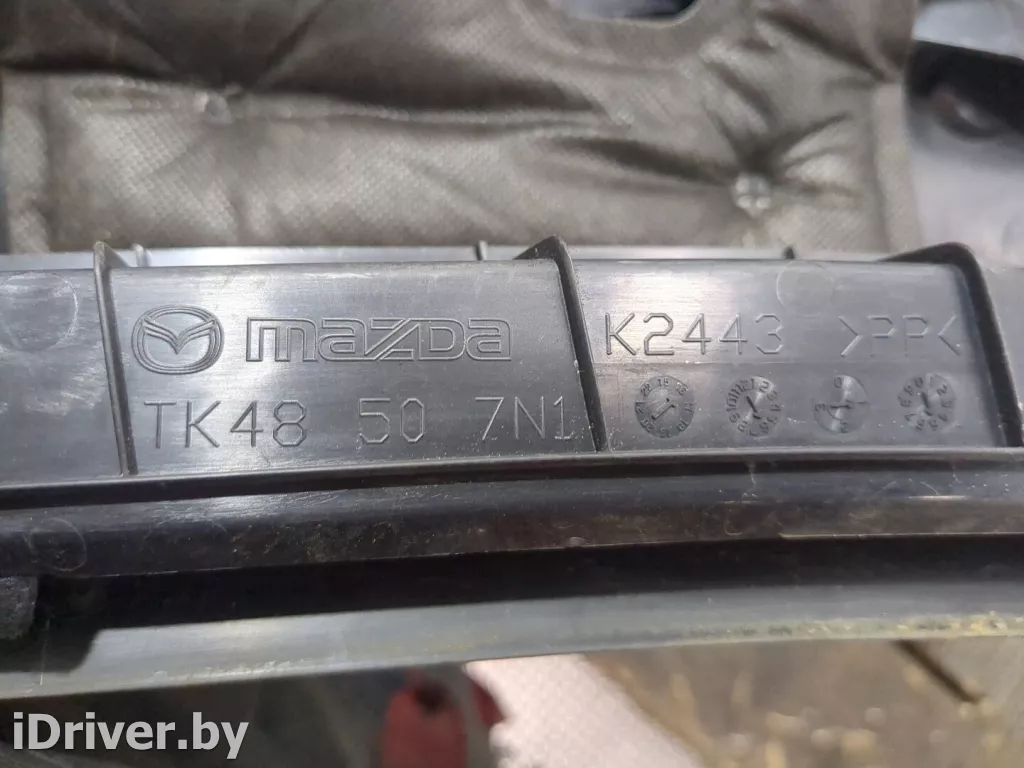 mazda K2443 >PP<
TK48 50 7N1
iDriver.by